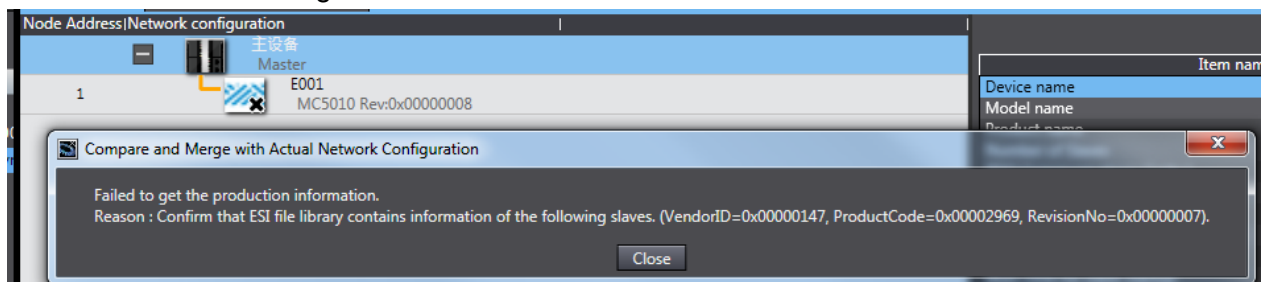 Node Address|Network configuration
主设备
Master
Item nam
1
E001
MC5010 Rev:0x00000008
Device name
Model name
Product name
Compare and Merge with Actual Network Configuration
Failed to get the production information.
Reason : Confirm that ESI file library contains information of the following slaves. (VendorID=0x00000147, ProductCode=0x00002969, RevisionNo=0x00000007).
Close